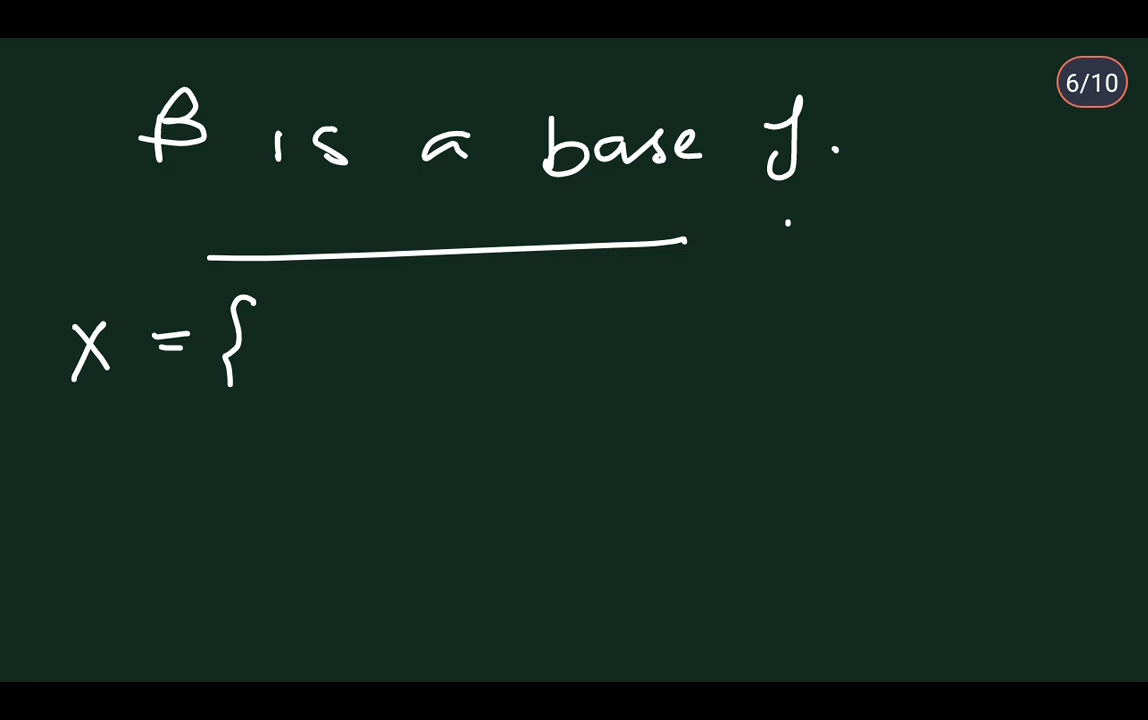 6/10
β is a base 𝒥.
X = {